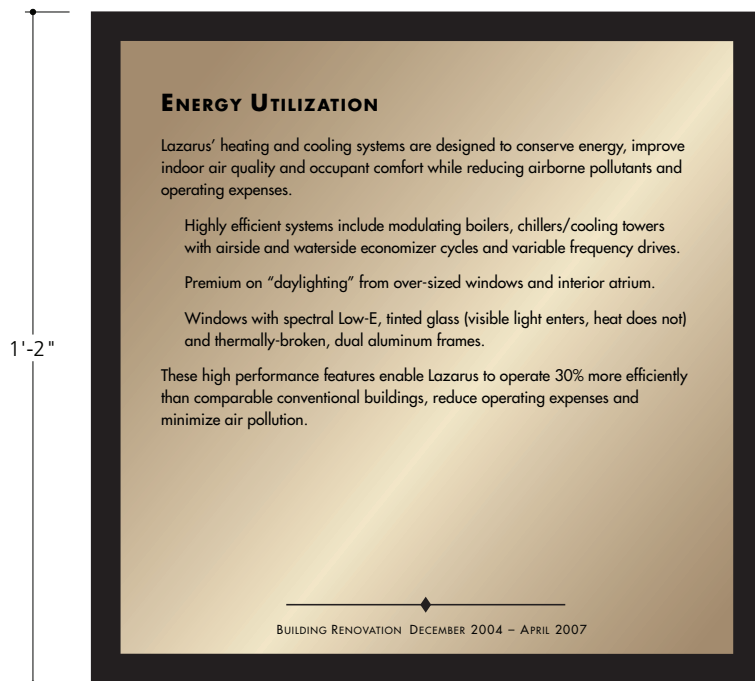 ENERGY UTILIZATION
Lazarus’ heating and cooling systems are designed to conserve energy, improve
indoor air quality and occupant comfort while reducing airborne pollutants and
operating expenses.
Highly efficient systems include modulating boilers, chillers/cooling towers
with airside and waterside economizer cycles and variable frequency drives.
Premium on “daylighting” from over-sized windows and interior atrium.
Windows with spectral Low-E, tinted glass (visible light enters, heat does not)
and thermally-broken, dual aluminum frames.
1'-2"
These high performance features enable Lazarus to operate 30% more efficiently
than comparable conventional buildings, reduce operating expenses and
minimize air pollution.
BUILDING RENOVATION DECEMBER 2004 – APRIL 2007